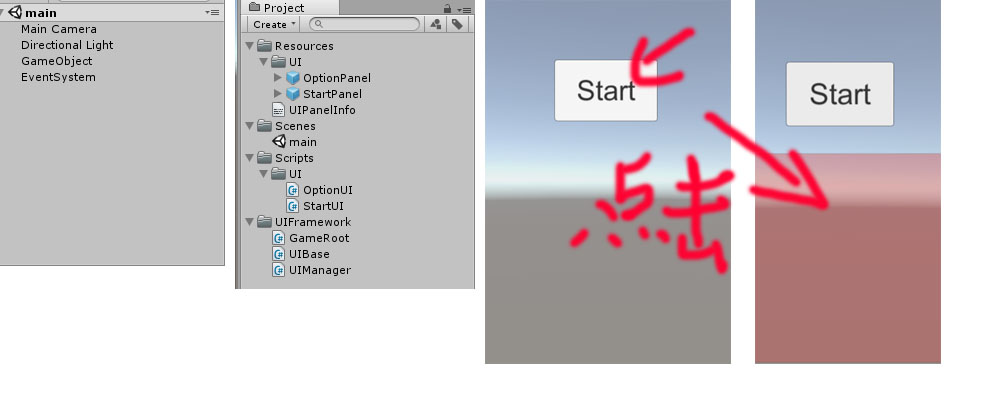 main
Main Camera
Directional Light
GameObject
EventSystem
Project
Create
Resources
UI
OptionPanel
StartPanel
UIPanelInfo
Scenes
main
Scripts
UI
OptionUI
StartUI
UIFramework
GameRoot
UIBase
UIManager
Start
点击
Start